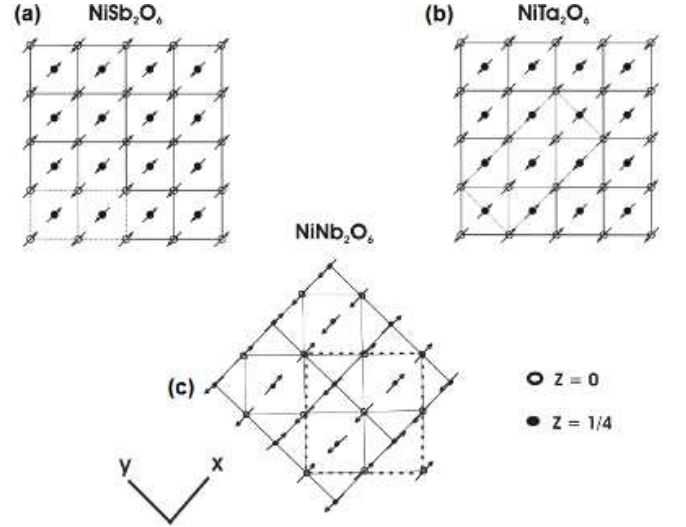 (a) NiSb₂O₆
(b) NiTa₂O₆
NiNb₂O₆
(c)
Z = 0
Z = 1/4
y x